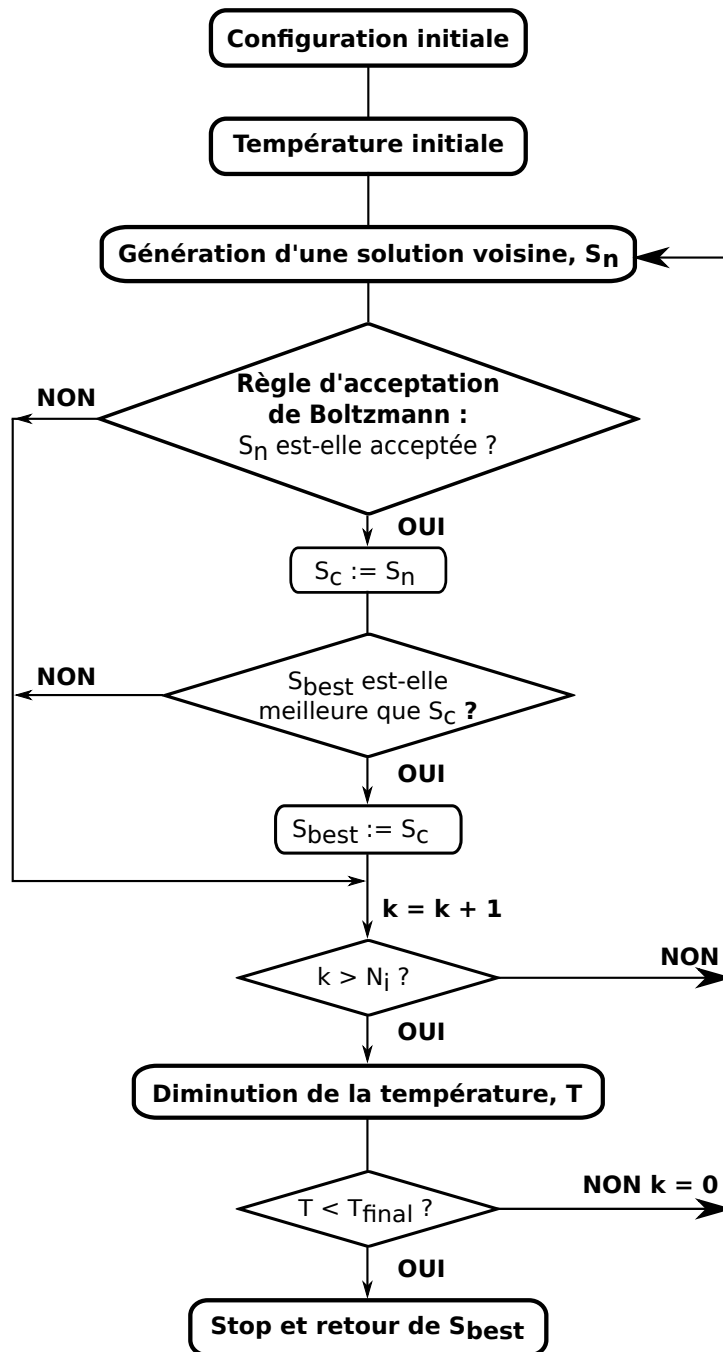 Configuration initiale
Température initiale
Génération d'une solution voisine, Sn
Règle d'acceptation
de Boltzmann :
Sn est-elle acceptée ?
NON
OUI
Sc := Sn
Sbest est-elle
meilleure que Sc ?
NON
OUI
Sbest := Sc
k = k + 1
k > Ni ?
NON
OUI
Diminution de la température, T
T < Tfinal ?
NON k = 0
OUI
Stop et retour de Sbest